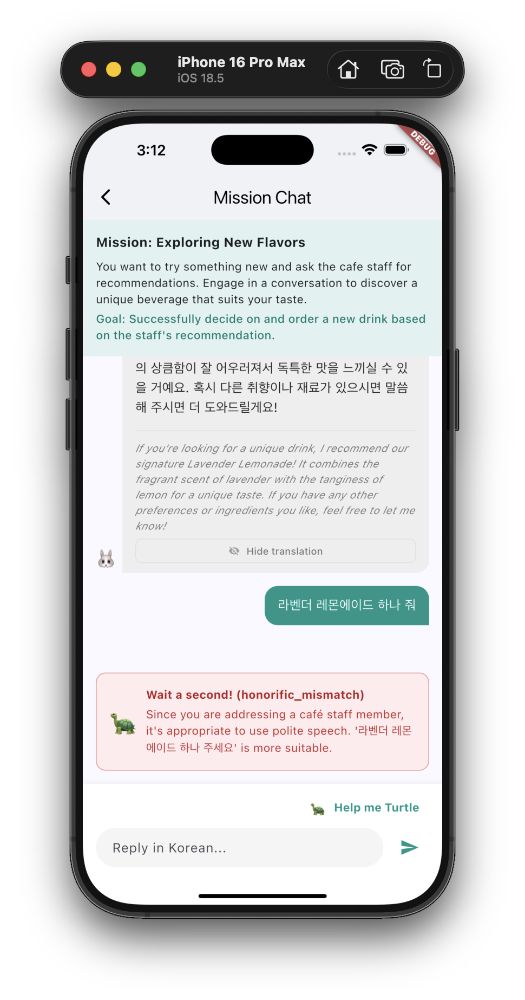 iPhone 16 Pro Max
iOS 18.5
3:12
DEBUG
Mission Chat
Mission: Exploring New Flavors
You want to try something new and ask the cafe staff for
recommendations. Engage in a conversation to discover a
unique beverage that suits your taste.
Goal: Successfully decide on and order a new drink based
on the staff's recommendation.
의 상큼함이 잘 어우러져서 독특한 맛을 느끼실 수 있
을 거예요. 혹시 다른 취향이나 재료가 있으시면 말씀
해 주시면 더 도와드릴게요!
If you're looking for a unique drink, I recommend our
signature Lavender Lemonade! It combines the
fragrant scent of lavender with the tanginess of
lemon for a unique taste. If you have any other
preferences or ingredients you like, feel free to let me
know!
Hide translation
라벤더 레몬에이드 하나 줘
Wait a second! (honorific_mismatch)
Since you are addressing a café staff member,
it's appropriate to use polite speech. '라벤더 레몬
에이드 하나 주세요' is more suitable.
Help me Turtle
Reply in Korean...